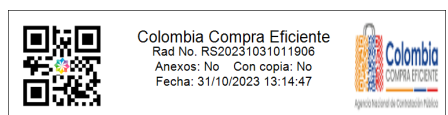 Colombia Compra Eficiente
Rad No. RS20231031011906
Anexos: No Con copia: No
Fecha: 31/10/2023 13:14:47
Colombia
COMPRA EFICIENTE
Agencia Nacional de Contratación Pública